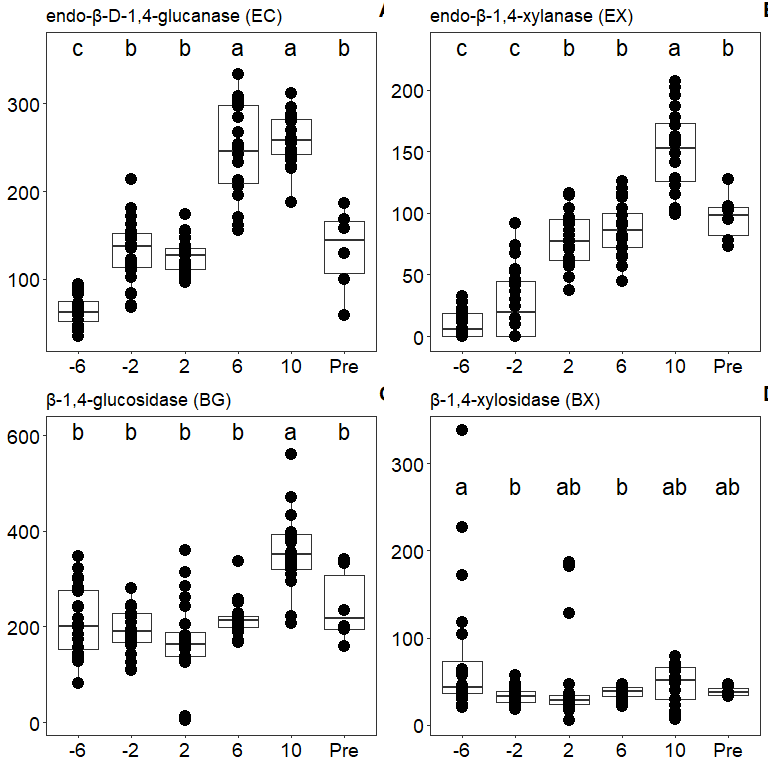 endo-β-D-1,4-glucanase (EC)
c b b a a b
300
200
100
-6 -2 2 6 10 Pre
endo-β-1,4-xylanase (EX)
c c b b a b
200
150
100
50
0
-6 -2 2 6 10 Pre
β-1,4-glucosidase (BG)
b b b b a b
600
400
200
0
-6 -2 2 6 10 Pre
β-1,4-xylosidase (BX)
300
a b ab b ab ab
200
100
0
-6 -2 2 6 10 Pre